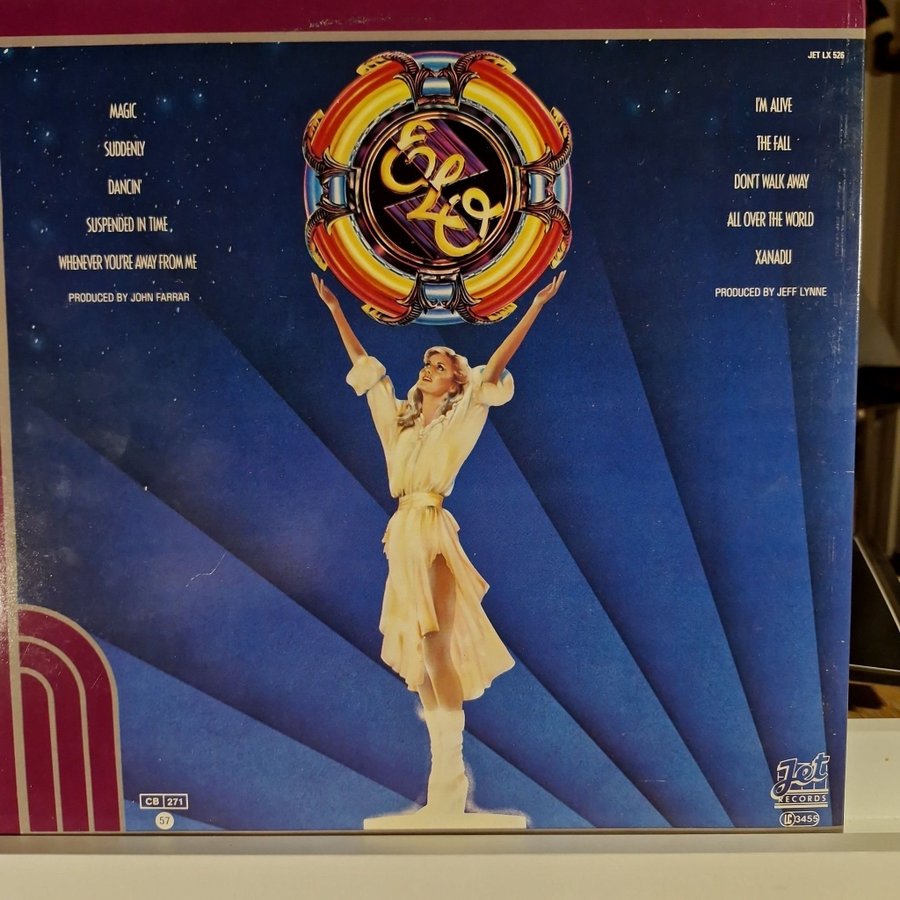 JET LX 526
MAGIC
SUDDENLY
DANCIN'
SUSPENDED IN TIME
WHENEVER YOU'RE AWAY FROM ME
PRODUCED BY JOHN FARRAR
ELO
I'M ALIVE
THE FALL
DON'T WALK AWAY
ALL OVER THE WORLD
XANADU
PRODUCED BY JEFF LYNNE
CB 271
57
Jet
RECORDS
LC 3455